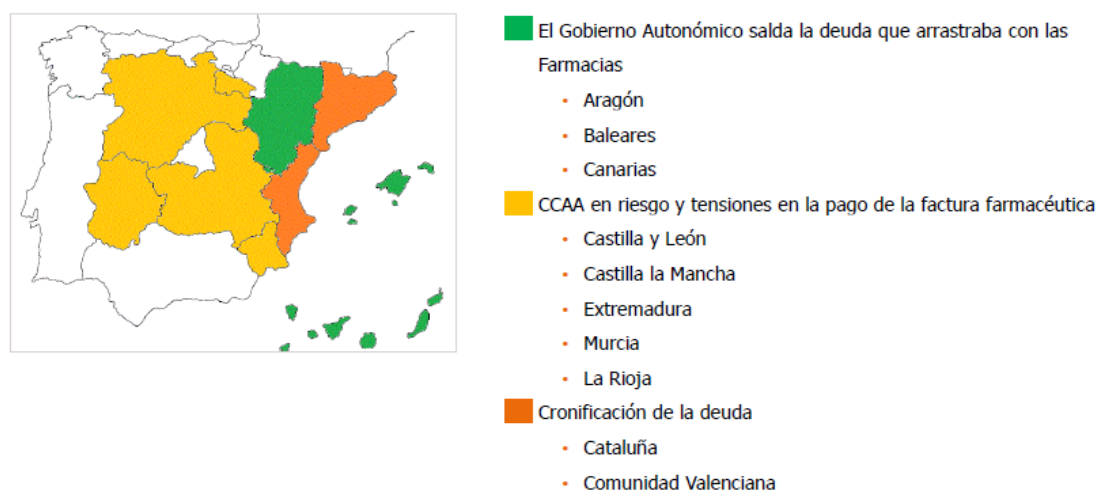 El Gobierno Autonómico salda la deuda que arrastraba con las
Farmacias
• Aragón
• Baleares
• Canarias
CCAA en riesgo y tensiones en la pago de la factura farmacéutica
• Castilla y León
• Castilla la Mancha
• Extremadura
• Murcia
• La Rioja
Cronificación de la deuda
• Cataluña
• Comunidad Valenciana